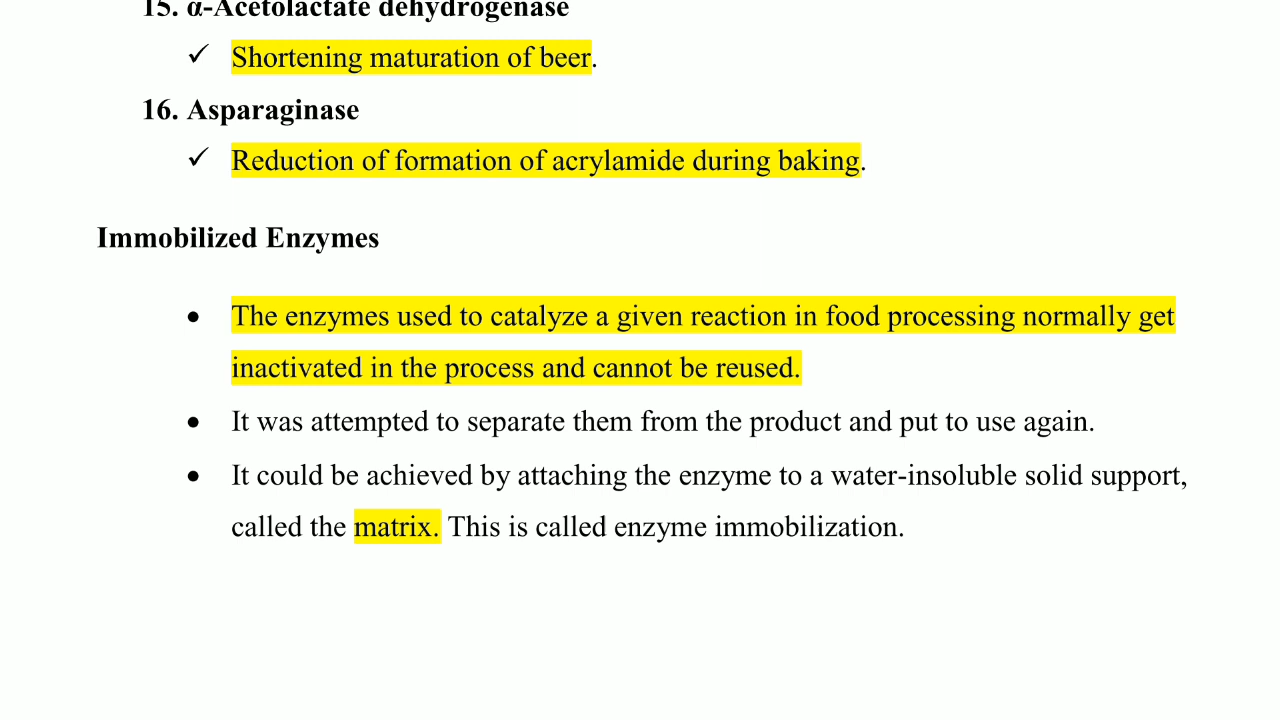 15. α-Acetolactate dehydrogenase
✓ Shortening maturation of beer.
16. Asparaginase
✓ Reduction of formation of acrylamide during baking.
Immobilized Enzymes
• The enzymes used to catalyze a given reaction in food processing normally get
inactivated in the process and cannot be reused.
• It was attempted to separate them from the product and put to use again.
• It could be achieved by attaching the enzyme to a water-insoluble solid support,
called the matrix. This is called enzyme immobilization.